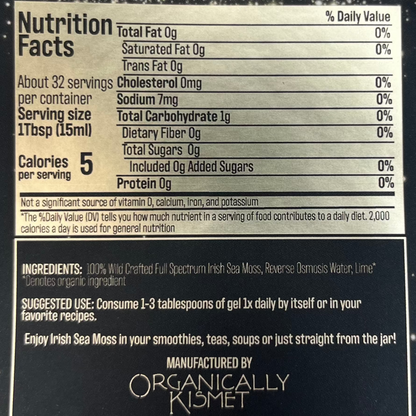 Nutrition Facts
About 32 servings per container
Serving size 1Tbsp (15ml)
Calories per serving 5
% Daily Value
Total Fat 0g 0%
Saturated Fat 0g 0%
Trans Fat 0g
Cholesterol 0mg 0%
Sodium 7mg 0%
Total Carbohydrate 1g 0%
Dietary Fiber 0g 0%
Total Sugars 0g
Included 0g Added Sugars 0%
Protein 0g 0%
Not a significant source of vitamin D, calcium, iron, and potassium
*The %Daily Value (DV) tells you how much nutrient in a serving of food contributes to a daily diet. 2,000
calories a day is used for general nutrition
INGREDIENTS: 100% Wild Crafted Full Spectrum Irish Sea Moss, Reverse Osmosis Water, Lime*
*Denotes organic ingredient
SUGGESTED USE: Consume 1-3 tablespoons of gel 1x daily by itself or in your
favorite recipes.
Enjoy Irish Sea Moss in your smoothies, teas, soups or just straight from the jar!
MANUFACTURED BY
ORGANICALLY
KISMET